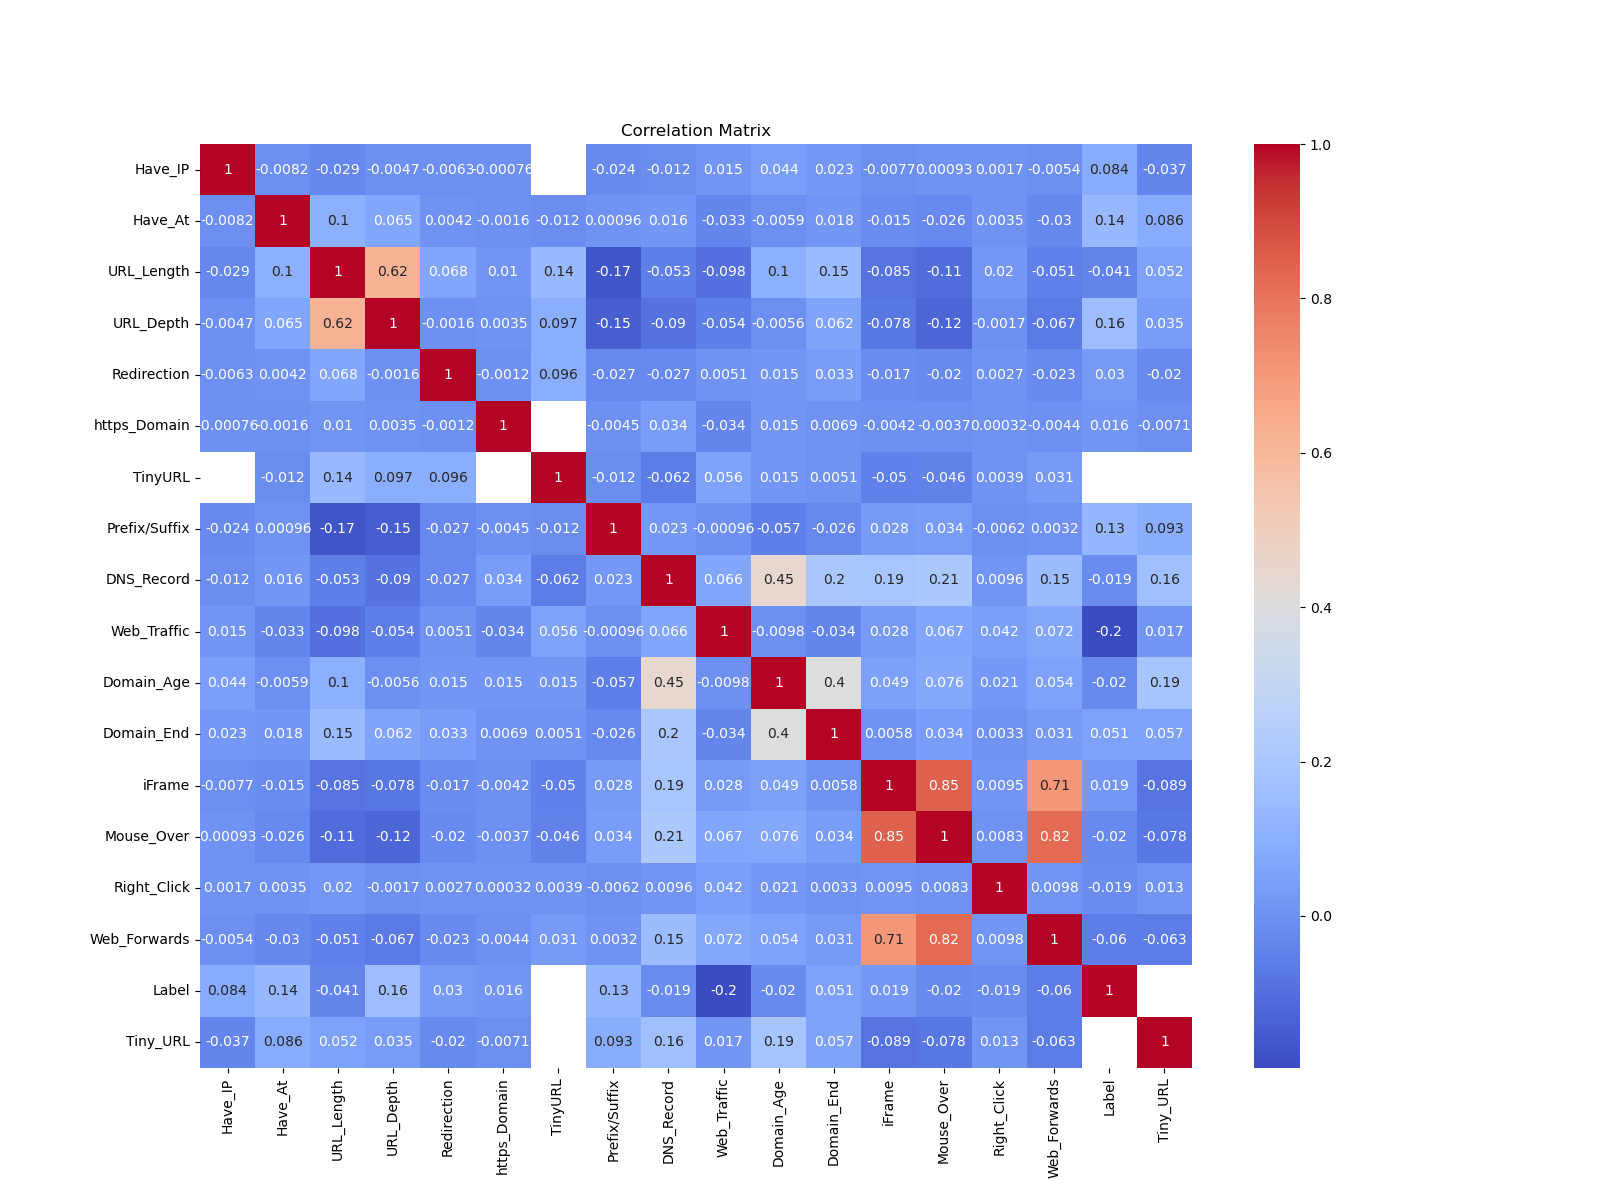 Correlation Matrix
Have_IP 1 -0.0082 -0.029 -0.0047 -0.0063 -0.00076 -0.024 -0.012 0.015 0.044 0.023 -0.0077 0.00093 0.0017 -0.0054 0.084 -0.037
Have_At -0.0082 1 0.1 0.065 0.0042 -0.0016 -0.012 0.00096 0.016 -0.033 -0.0059 0.018 -0.015 -0.026 0.0035 -0.03 0.14 0.086
URL_Length -0.029 0.1 1 0.62 0.068 0.01 0.14 -0.17 -0.053 -0.098 0.1 0.15 -0.085 -0.11 0.02 -0.051 -0.041 0.052
URL_Depth -0.0047 0.065 0.62 1 -0.0016 0.0035 0.097 -0.15 -0.09 -0.054 -0.0056 0.062 -0.078 -0.12 -0.0017 -0.067 0.16 0.035
Redirection -0.0063 0.0042 0.068 -0.0016 1 -0.0012 0.096 -0.027 -0.027 0.0051 0.015 0.033 -0.017 -0.02 0.0027 -0.023 0.03 -0.02
https_Domain -0.00076 -0.0016 0.01 0.0035 -0.0012 1 -0.0045 0.034 -0.034 0.015 0.0069 -0.0042 -0.0037 0.00032 -0.0044 0.016 -0.0071
TinyURL -0.012 0.14 0.097 0.096 1 -0.012 -0.062 0.056 0.015 0.0051 -0.05 -0.046 0.0039 0.031
Prefix/Suffix -0.024 0.00096 -0.17 -0.15 -0.027 -0.0045 -0.012 1 0.023 -0.00096 -0.057 -0.026 0.028 0.034 -0.0062 0.0032 0.13 0.093
DNS_Record -0.012 0.016 -0.053 -0.09 -0.027 0.034 -0.062 0.023 1 0.066 0.45 0.2 0.19 0.21 0.0096 0.15 -0.019 0.16
Web_Traffic 0.015 -0.033 -0.098 -0.054 0.0051 -0.034 0.056 -0.00096 0.066 1 -0.0098 -0.034 0.028 0.067 0.042 0.072 -0.2 0.017
Domain_Age 0.044 -0.0059 0.1 -0.0056 0.015 0.015 0.015 -0.057 0.45 -0.0098 1 0.4 0.049 0.076 0.021 0.054 -0.02 0.19
Domain_End 0.023 0.018 0.15 0.062 0.033 0.0069 0.0051 -0.026 0.2 -0.034 0.4 1 0.0058 0.034 0.0033 0.031 0.051 0.057
iFrame -0.0077 -0.015 -0.085 -0.078 -0.017 -0.0042 -0.05 0.028 0.19 0.028 0.049 0.0058 1 0.85 0.0095 0.71 0.019 -0.089
Mouse_Over 0.00093 -0.026 -0.11 -0.12 -0.02 -0.0037 -0.046 0.034 0.21 0.067 0.076 0.034 0.85 1 0.0083 0.82 -0.02 -0.078
Right_Click 0.0017 0.0035 0.02 -0.0017 0.0027 0.00032 0.0039 -0.0062 0.0096 0.042 0.021 0.0033 0.0095 0.0083 1 0.0098 -0.019 0.013
Web_Forwards -0.0054 -0.03 -0.051 -0.067 -0.023 -0.0044 0.031 0.0032 0.15 0.072 0.054 0.031 0.71 0.82 0.0098 1 -0.06 -0.063
Label 0.084 0.14 -0.041 0.16 0.03 0.016 0.13 -0.019 -0.2 -0.02 0.051 0.019 -0.02 -0.019 -0.06 1
Tiny_URL -0.037 0.086 0.052 0.035 -0.02 -0.0071 0.093 0.16 0.017 0.19 0.057 -0.089 -0.078 0.013 -0.063 1
Have_IP Have_At URL_Length URL_Depth Redirection https_Domain TinyURL Prefix/Suffix DNS_Record Web_Traffic Domain_Age Domain_End iFrame Mouse_Over Right_Click Web_Forwards Label Tiny_URL
1.0
0.8
0.6
0.4
0.2
0.0